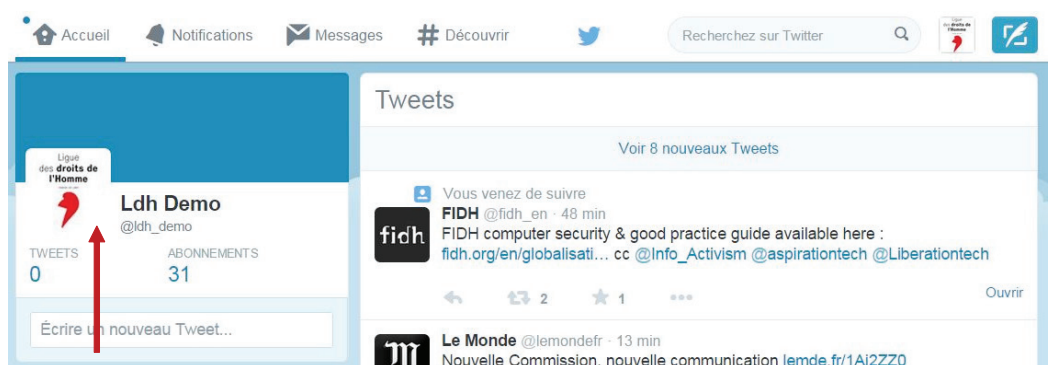 Accueil Notifications Messages Découvrir Recherchez sur Twitter
Ligue
des droits de
l'Homme
Ldh Demo
@ldh_demo
TWEETS ABONNEMENTS
0 31
Écrire un nouveau Tweet...
Tweets
Voir 8 nouveaux Tweets
Vous venez de suivre
fidh
FIDH @fidh_en · 48 min
FIDH computer security & good practice guide available here :
fidh.org/en/globalisati... cc @Info_Activism @aspirationtech @Liberationtech
2 1 Ouvrir
Le Monde @lemondefr · 13 min
Nouvelle Commission, nouvelle communication lemde.fr/1Ai2ZZ0